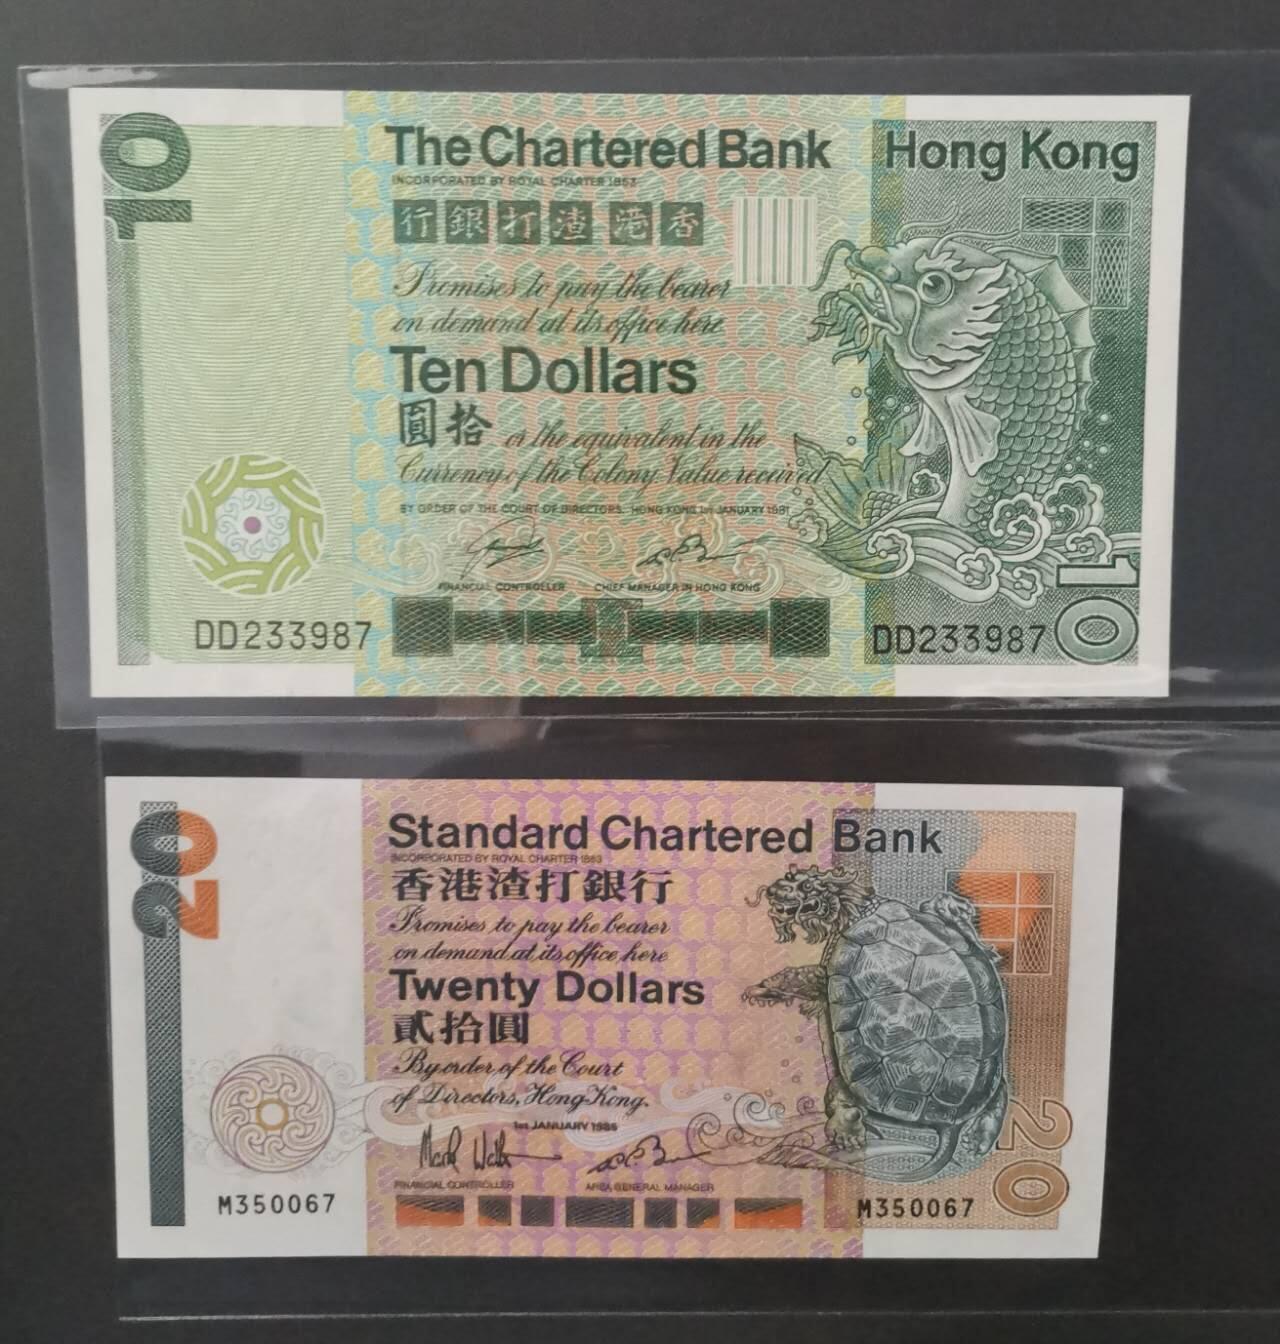 10
The Chartered Bank Hong Kong
INCORPORATED BY ROYAL CHARTER 1853
行銀打渣港香
Promises to pay the bearer
on demand at its office here
Ten Dollars
圓拾 or the equivalent in the
Currency of the Colony Value received
BY ORDER OF THE COURT OF DIRECTORS. HONG KONG 1st JANUARY 1981
FINANCIAL CONTROLLER CHIEF MANAGER IN HONG KONG
DD233987 DD233987 10
20
Standard Chartered Bank
INCORPORATED BY ROYAL CHARTER 1853
香港渣打銀行
Promises to pay the bearer
on demand at its office here
Twenty Dollars
貳拾圓
By order of the Court
of Directors, Hong Kong.
1st JANUARY 1985
FINANCIAL CONTROLLER AREA GENERAL MANAGER
M350067 M350067 20